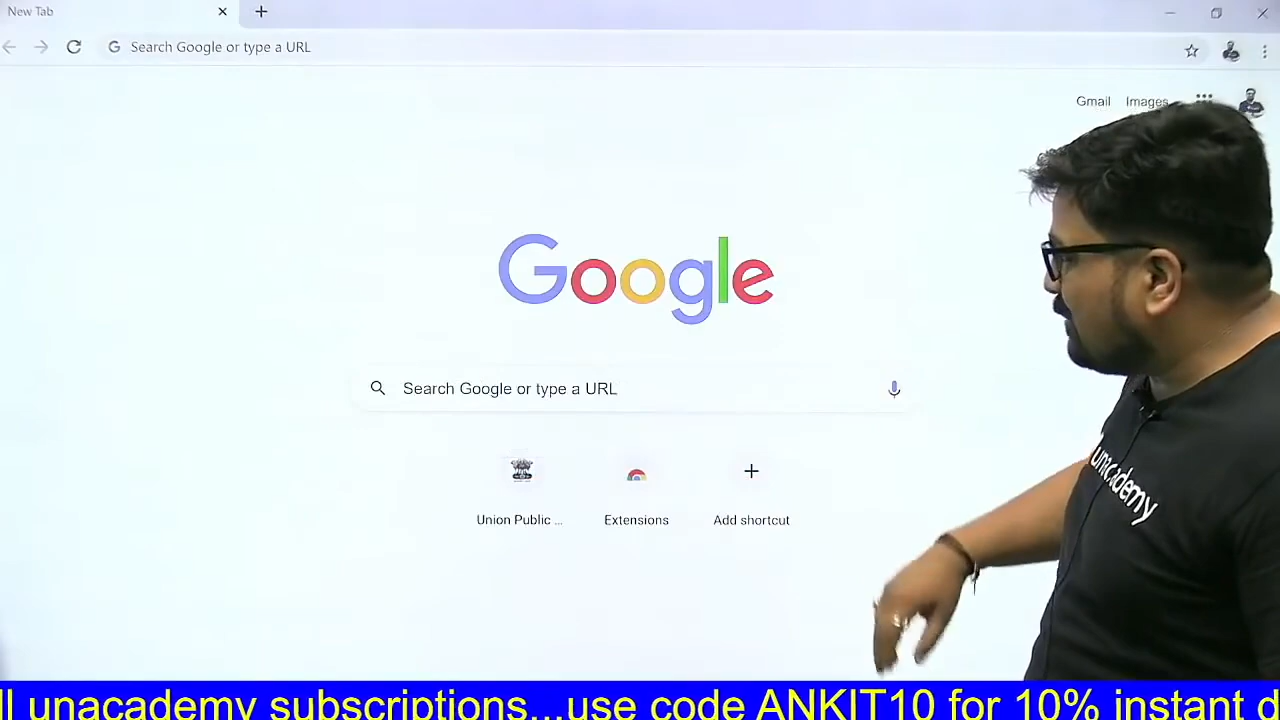 New Tab
Search Google or type a URL
Gmail Images
Google
Search Google or type a URL
Union Public ... Extensions Add shortcut
unacademy
ll unacademy subscriptions...use code ANKIT10 for 10% instant d